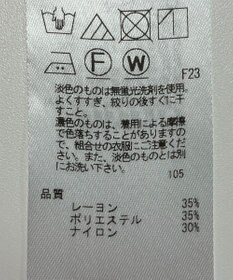 F W
F23
淡色のものは無蛍光洗剤を使用。
よくすすぎ、絞りの後すぐに干
すこと。
濃色のものは、着用による摩擦
で色落ちすることがありますの
で、組合せの衣服にご注意くだ
さい。また、淡色のものとは別
にお洗い下さい。
105
品質
レーヨン 35%
ポリエステル 35%
ナイロン 30%